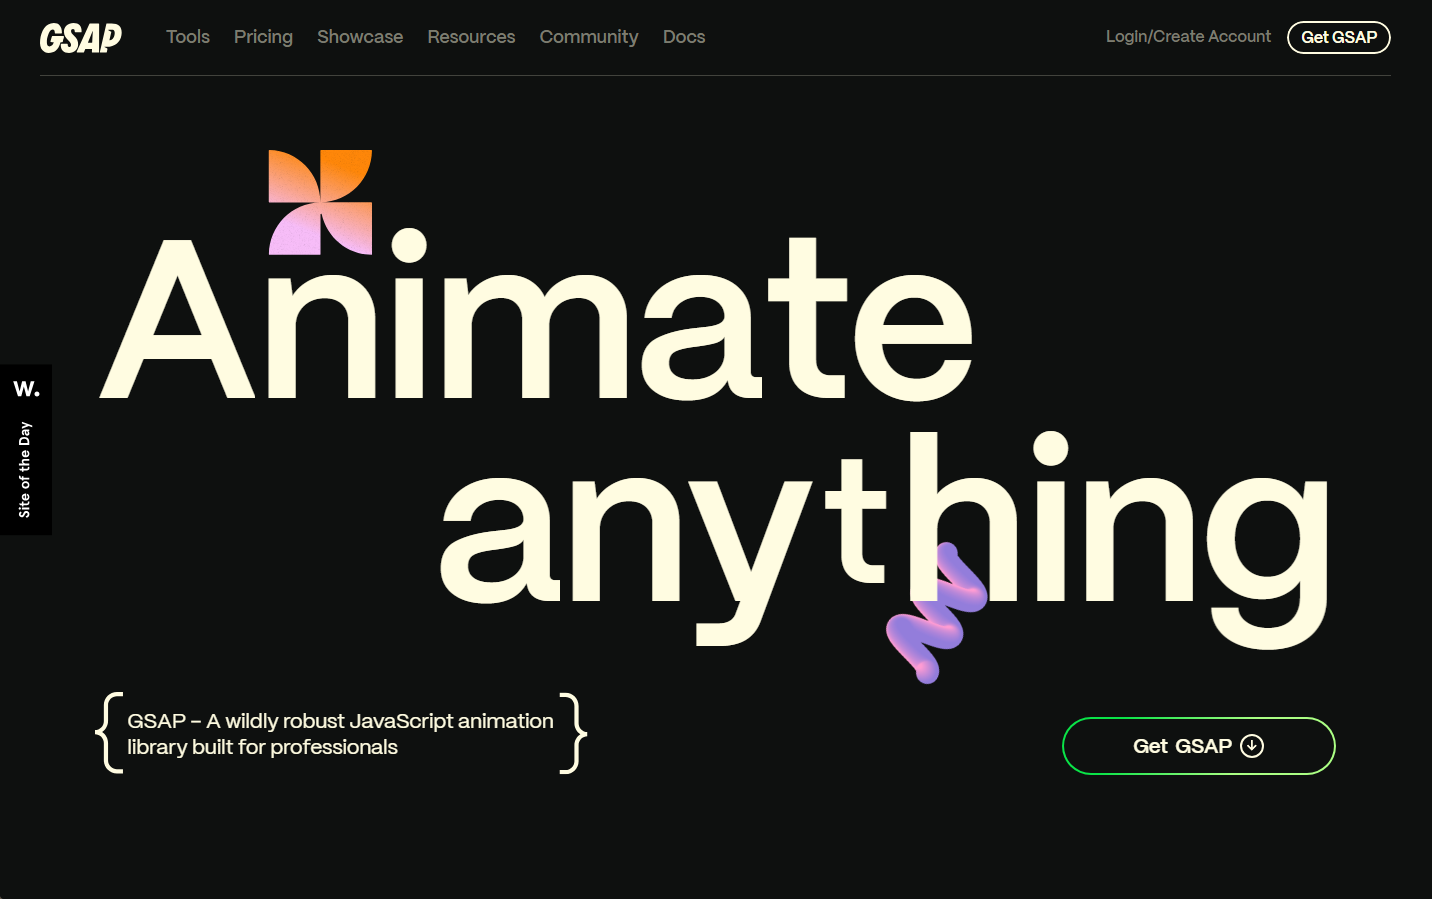 GSAP Tools Pricing Showcase Resources Community Docs LogIn/Create Account Get GSAP
Animate
anything
W.
Site of the Day
{ GSAP – A wildly robust JavaScript animation
library built for professionals }
Get GSAP